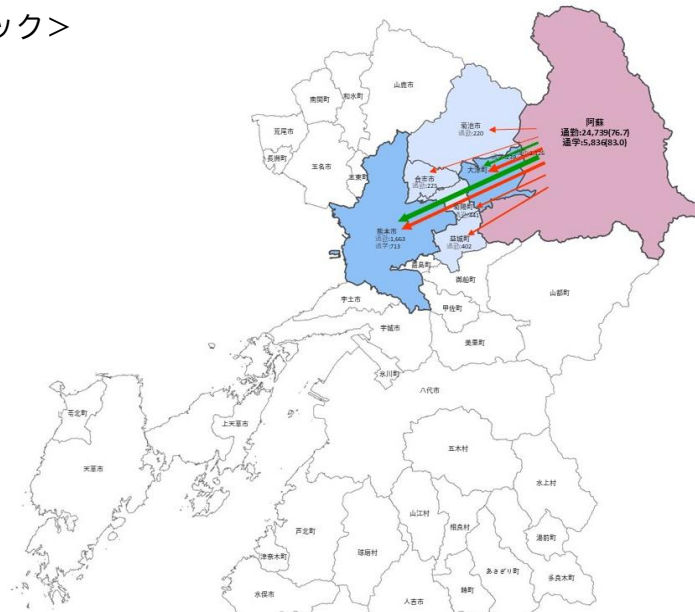 ック＞
山鹿市
和水町
南関町
荒尾市
長洲町
玉名市
玉東町
菊池市
通勤:220
合志市
通勤:225
大津町
菊陽町
阿蘇
通勤:24,739(76.7)
通学:5,836(83.0)
熊本市
通勤:1,663
通学:713
益城町
通勤:402
嘉島町
御船町
甲佐町
山都町
宇土市
宇城市
美里町
氷川町
八代市
上天草市
苓北町
天草市
五木村
水上村
山江村
相良村
湯前町
芦北町
球磨村
あさぎり町
多良木町
津奈木町
水俣市
人吉市
錦町